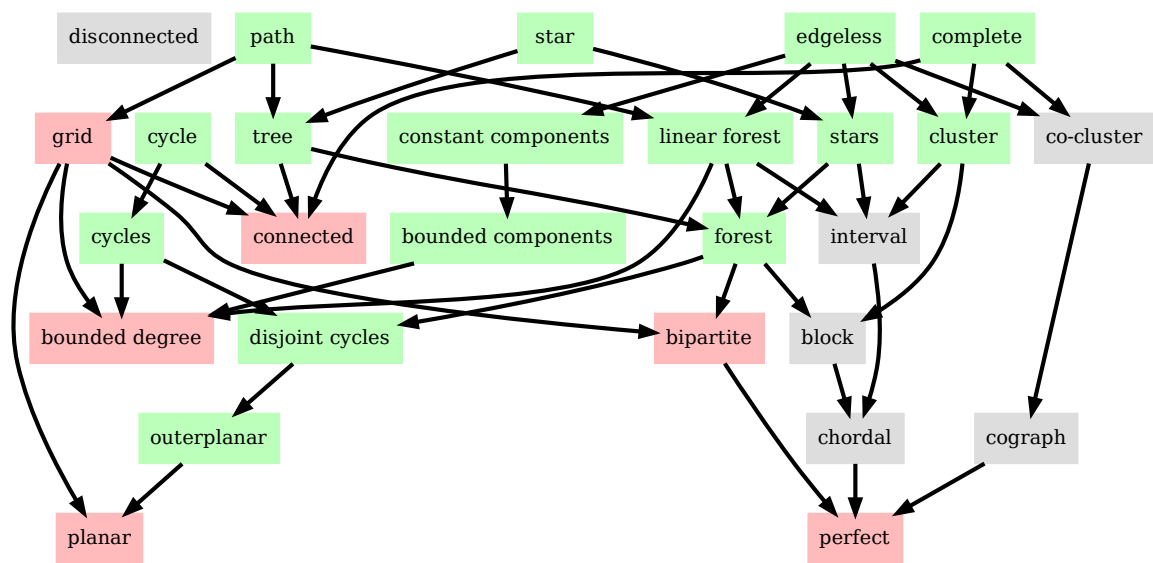 disconnected
path
star
edgeless
complete
grid
cycle
tree
constant components
linear forest
stars
cluster
co-cluster
cycles
connected
bounded components
forest
interval
bounded degree
disjoint cycles
bipartite
block
outerplanar
chordal
cograph
planar
perfect